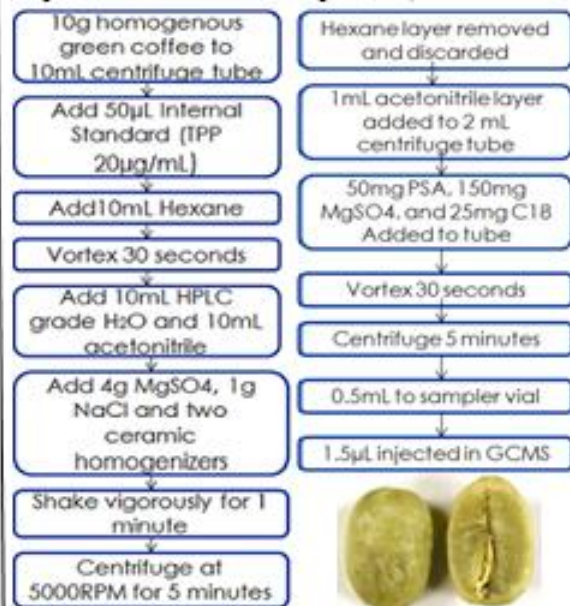 10g homogenous
green coffee to
10mL centrifuge tube
Add 50µL Internal
Standard (TPP
20µg/mL)
Add10mL Hexane
Vortex 30 seconds
Add 10mL HPLC
grade H2O and 10mL
acetonitrile
Add 4g MgSO4, 1g
NaCl and two
ceramic
homogenizers
Shake vigorously for 1
minute
Centrifuge at
5000RPM for 5 minutes
Hexane layer removed
and discarded
1mL acetonitrile layer
added to 2 mL
centrifuge tube
50mg PSA, 150mg
MgSO4, and 25mg C18
Added to tube
Vortex 30 seconds
Centrifuge 5 minutes
0.5mL to sampler vial
1.5µL injected in GCMS